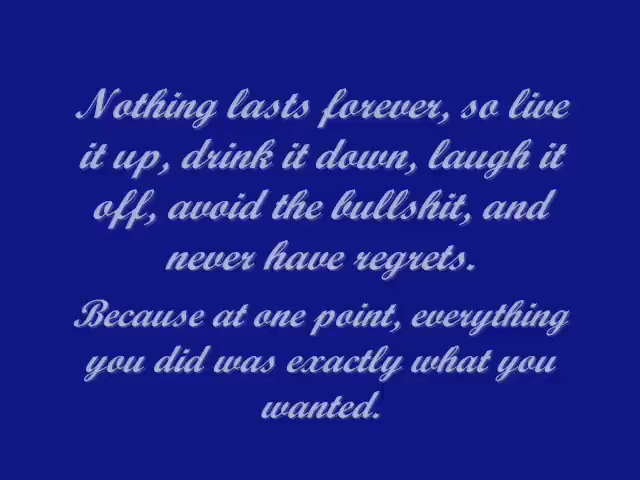 Nothing lasts forever, so live
it up, drink it down, laugh it
off, avoid the bullshit, and
never have regrets.
Because at one point, everything
you did was exactly what you
wanted.